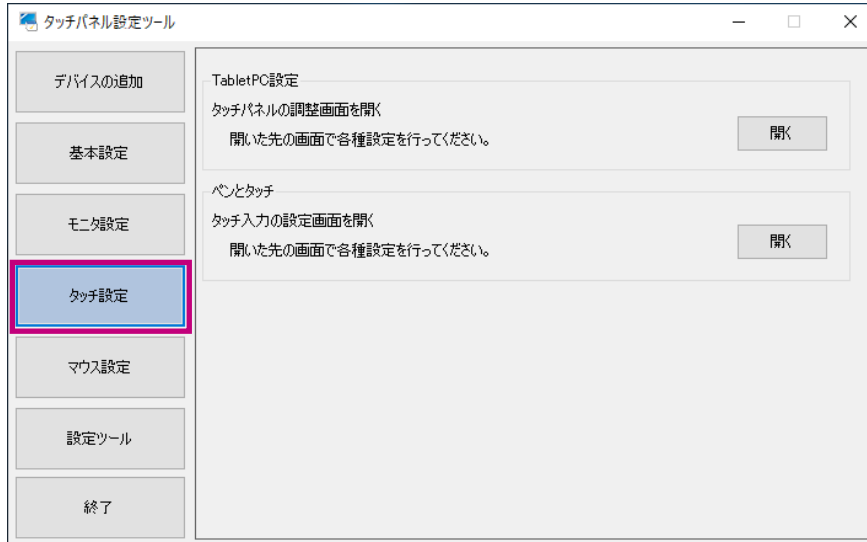 タッチパネル設定ツール
デバイスの追加
基本設定
モニタ設定
タッチ設定
マウス設定
設定ツール
終了
TabletPC設定
タッチパネルの調整画面を開く
開いた先の画面で各種設定を行ってください。
開く
ペンとタッチ
タッチ入力の設定画面を開く
開いた先の画面で各種設定を行ってください。
開く